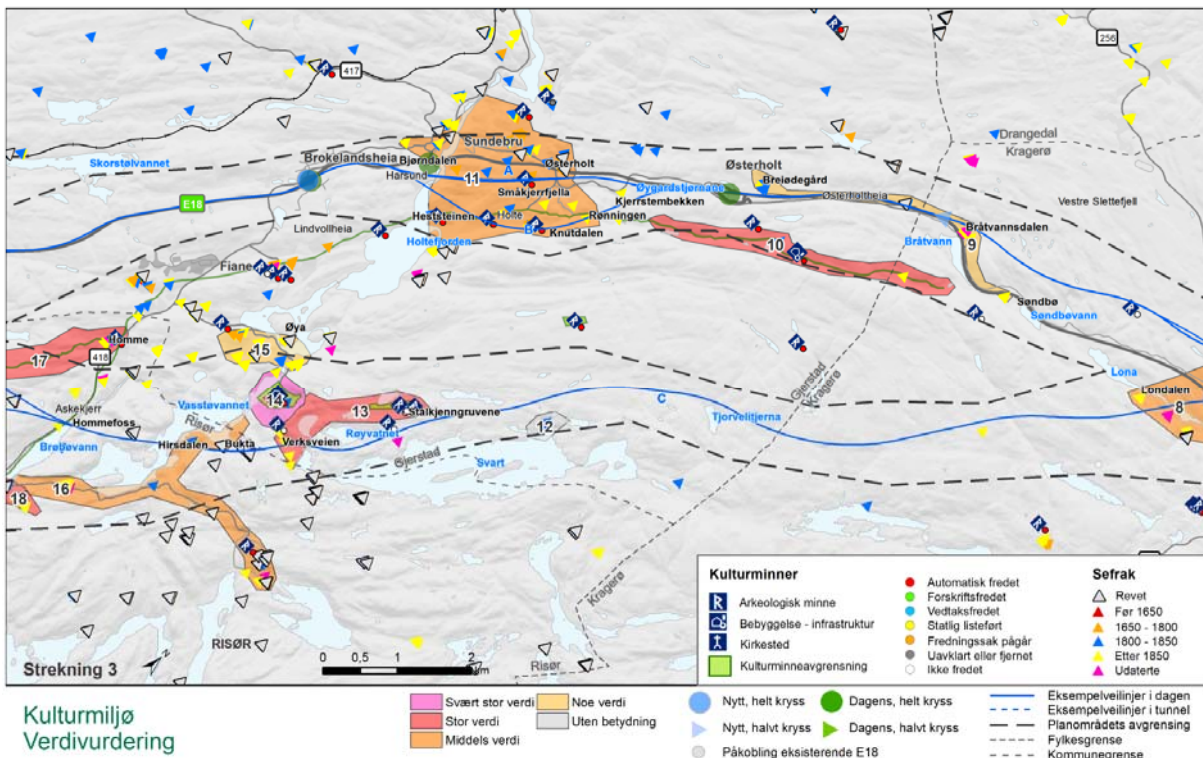 256
417
Drangedal
Kragerø
Sundebru
Skorstølvannet
Brokelandsheia
Bjørndalen
Østerholt
Østerholt
Harsund
A
Breiødegård
11
Småkjerrfjella
Øygardstjernane
Østerholtheia
Vestre Slettefjell
E18
Kjerrstembekken
Heststeinen
Holte
Rønningen
Bråtvannsdalen
Lindvollheia
B
Knutdalen
Holtefjorden
10
Bråtvann
9
Fiane
Søndbø
Søndbøvann
Øya
Homme
17
418
15
Gjerstad
Kragerø
Lona
Londalen
14
13
C
8
Vasstøvannet
Stálkjenngruvene
Askekjerr
Hommefoss
Risør
Røyvatnet
12
Tjorvelitjerna
Brøbøvann
Hirsdalen
Bukta
Verksveien
Gjerstad
Svart
16
18
Kragerø
RISØR
Risør
Strekning 3
0
0,5
1
2
km
Kulturminner
Arkeologisk minne
Bebyggelse - infrastruktur
Kirkested
Kulturminneavgrensning
Automatisk fredet
Forskriftsfredet
Vedtaksfredet
Statlig listeført
Fredningssak pågår
Uavklart eller fjernet
Ikke fredet
Sefrak
Revet
Før 1650
1650 - 1800
1800 - 1850
Etter 1850
Udaterte
Kulturmiljø
Verdivurdering
Svært stor verdi
Stor verdi
Middels verdi
Noe verdi
Uten betydning
Nytt, helt kryss
Nytt, halvt kryss
Påkobling eksisterende E18
Dagens, helt kryss
Dagens, halvt kryss
Eksempelveilinjer i dagen
Eksempelveilinjer i tunnel
Planområdets avgrensing
Fylkesgrense
Kommunegrense